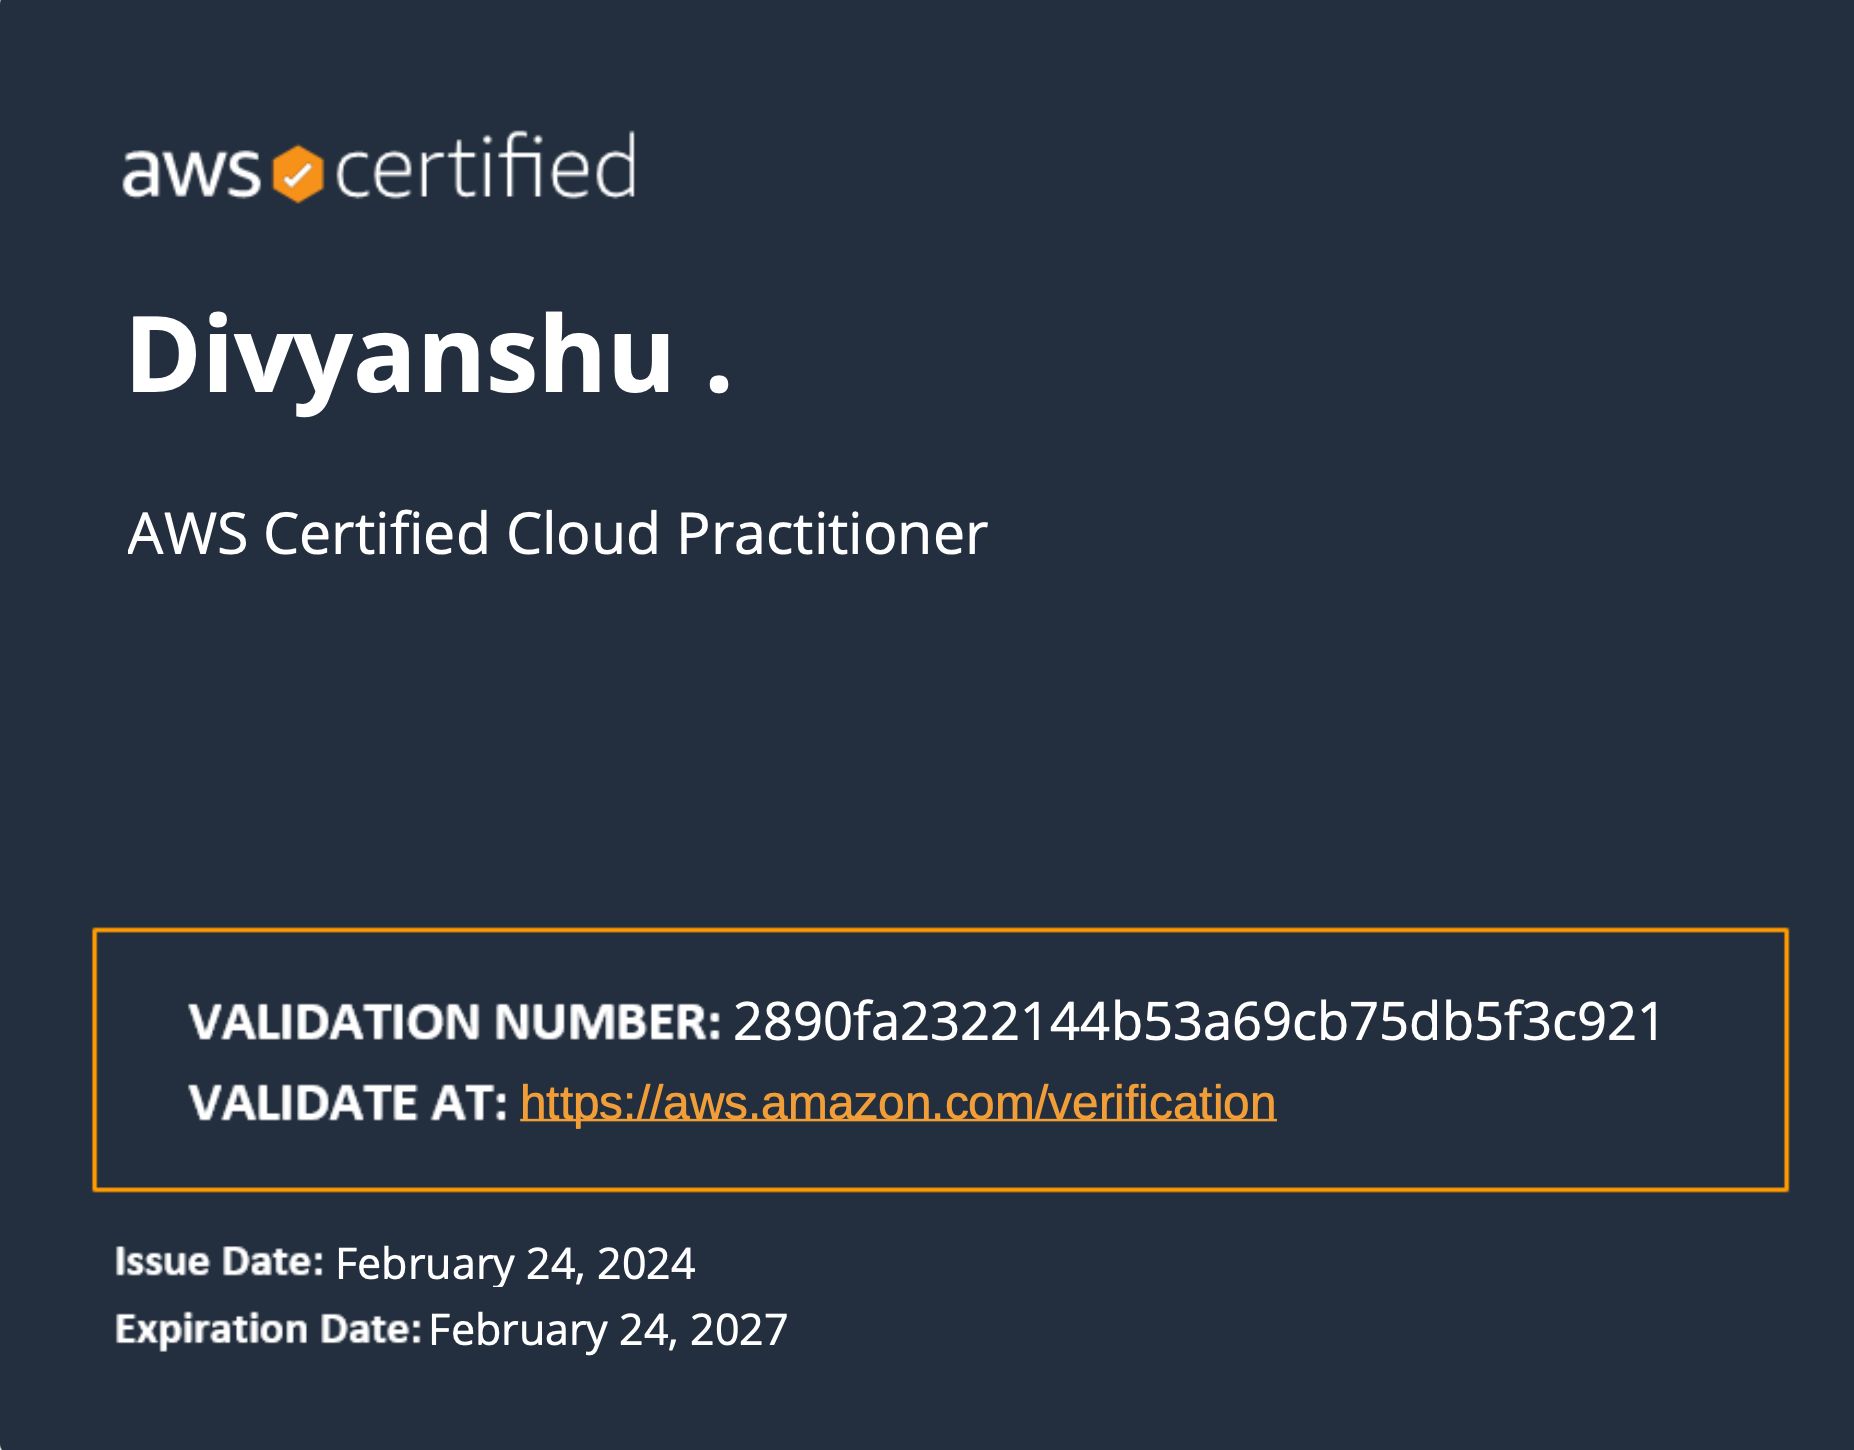 aws certified
Divyanshu .
AWS Certified Cloud Practitioner
VALIDATION NUMBER: 2890fa2322144b53a69cb75db5f3c921
VALIDATE AT: https://aws.amazon.com/verification
Issue Date: February 24, 2024
Expiration Date: February 24, 2027